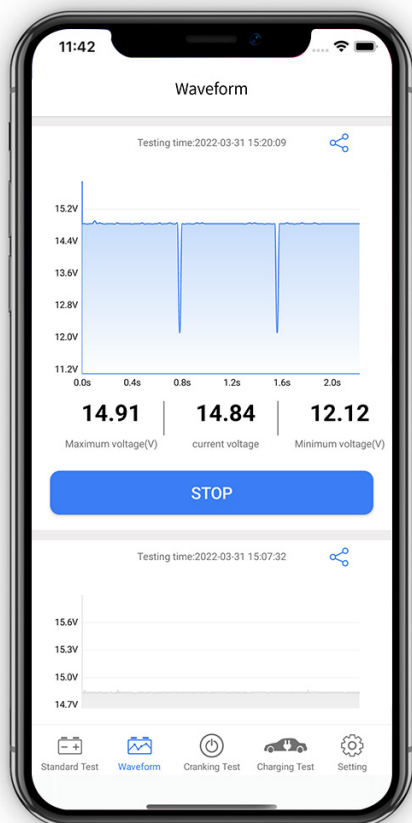 11:42
Waveform
Testing time:2022-03-31 15:20:09
15.2V
14.4V
13.6V
12.8V
12.0V
11.2V
0.0s 0.4s 0.8s 1.2s 1.6s 2.0s
14.91 14.84 12.12
Maximum voltage(V) current voltage Minimum voltage(V)
STOP
Testing time:2022-03-31 15:07:32
15.6V
15.3V
15.0V
14.7V
Standard Test Waveform Cranking Test Charging Test Setting